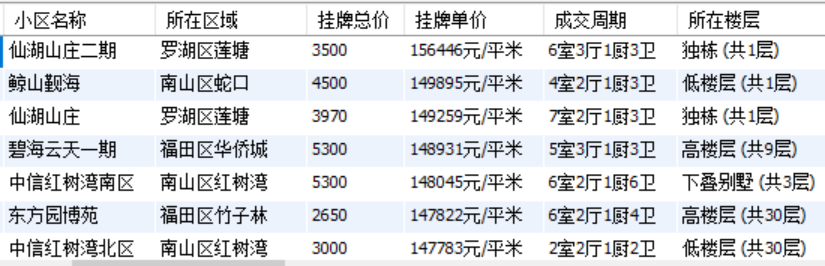 小区名称 所在区域 挂牌总价 挂牌单价 成交周期 所在楼层
仙湖山庄二期 罗湖区莲塘 3500 156446元/平米 6室3厅1厨3卫 独栋 (共1层)
鲸山觐海 南山区蛇口 4500 149895元/平米 4室2厅1厨3卫 低楼层 (共1层)
仙湖山庄 罗湖区莲塘 3970 149259元/平米 7室2厅1厨3卫 独栋 (共1层)
碧海云天一期 福田区华侨城 5300 148931元/平米 5室3厅1厨3卫 高楼层 (共9层)
中信红树湾南区 南山区红树湾 5300 148045元/平米 6室2厅1厨6卫 下叠别墅 (共3层)
东方园博苑 福田区竹子林 2650 147822元/平米 6室2厅1厨4卫 高楼层 (共30层)
中信红树湾北区 南山区红树湾 3000 147783元/平米 2室2厅1厨2卫 低楼层 (共30层)